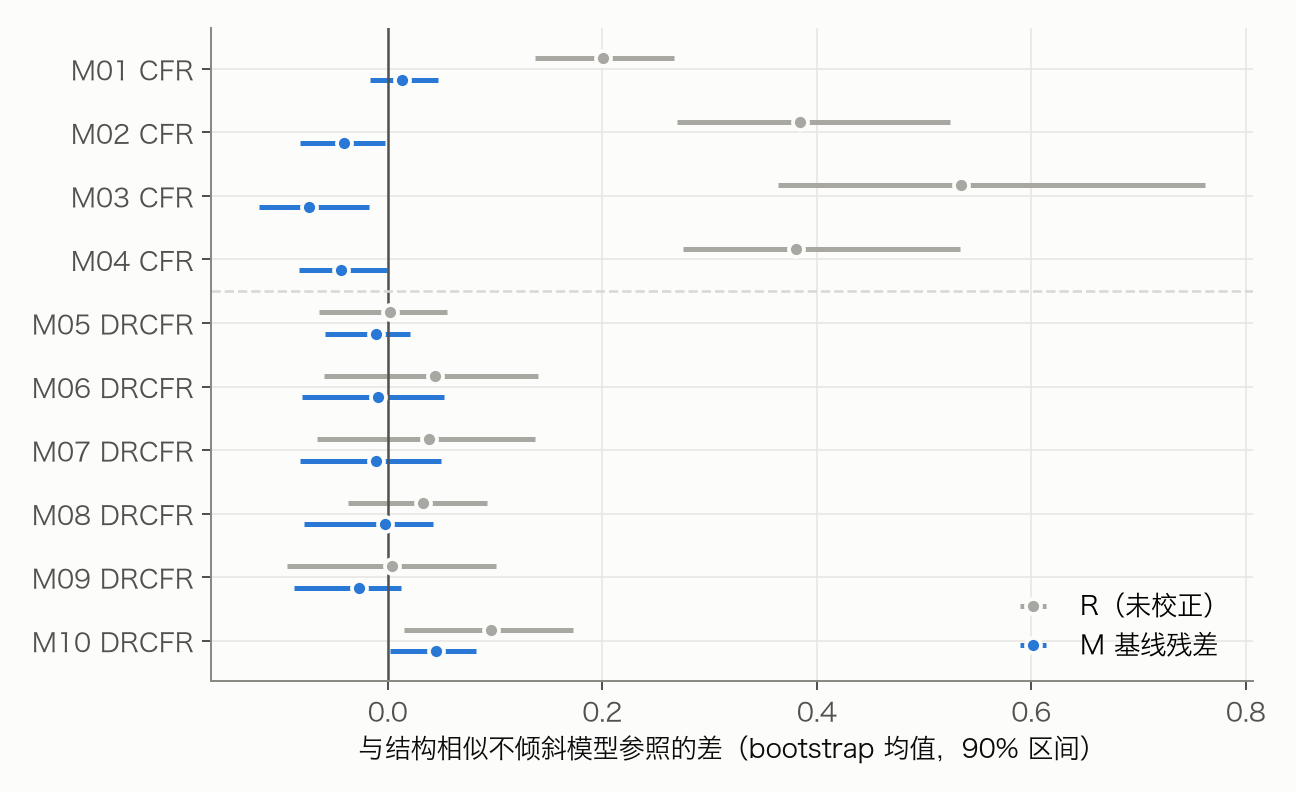 M01 CFR
M02 CFR
M03 CFR
M04 CFR
M05 DRCFR
M06 DRCFR
M07 DRCFR
M08 DRCFR
M09 DRCFR
M10 DRCFR
R（未校正）
M 基线残差
0.0 0.2 0.4 0.6 0.8
与结构相似不倾斜模型参照的差（bootstrap 均值，90% 区间）